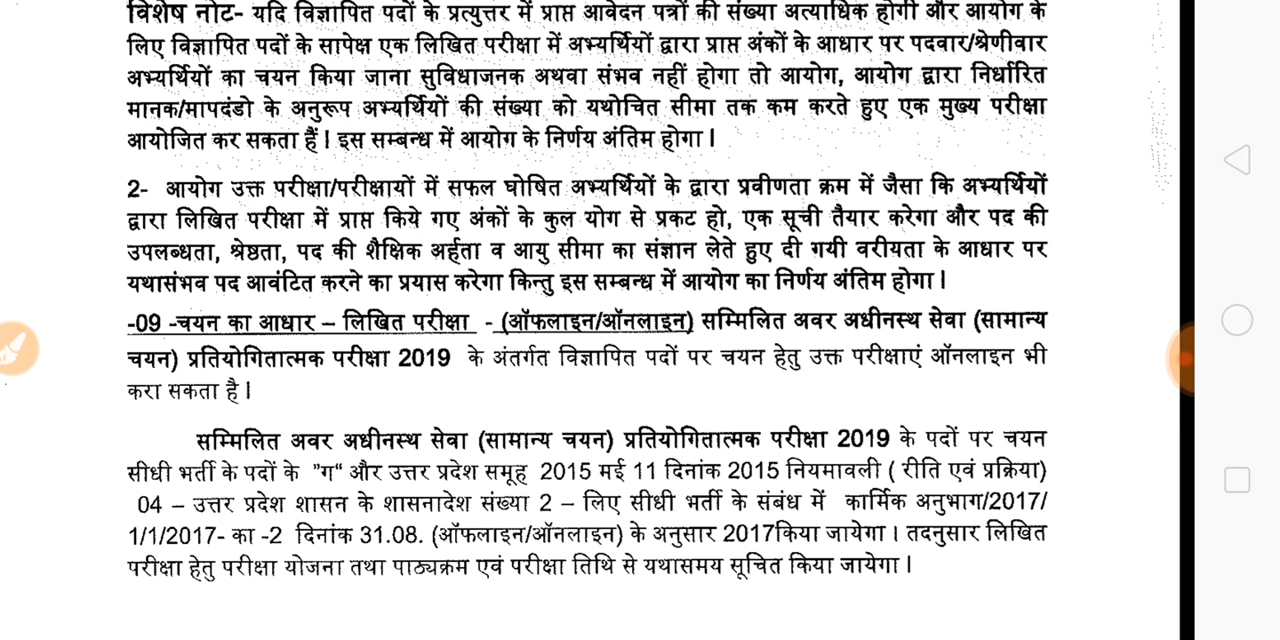 विशेष नोट- यदि विज्ञापित पदों के प्रत्युत्तर में प्राप्त आवेदन पत्रों की संख्या अत्याधिक होगी और आयोग के
लिए विज्ञापित पदों के सापेक्ष एक लिखित परीक्षा में अभ्यर्थियों द्वारा प्राप्त अंकों के आधार पर पदवार/श्रेणीवार
अभ्यर्थियों का चयन किया जाना सुविधाजनक अथवा संभव नहीं होगा तो आयोग, आयोग द्वारा निर्धारित
मानक/मापदंडो के अनुरूप अभ्यर्थियों की संख्या को यथोचित सीमा तक कम करते हुए एक मुख्य परीक्षा
आयोजित कर सकता हैं। इस सम्बन्ध में आयोग के निर्णय अंतिम होगा।
2- आयोग उक्त परीक्षा/परीक्षायों में सफल घोषित अभ्यर्थियों के द्वारा प्रवीणता क्रम में जैसा कि अभ्यर्थियों
द्वारा लिखित परीक्षा में प्राप्त किये गए अंकों के कुल योग से प्रकट हो, एक सूची तैयार करेगा और पद की
उपलब्धता, श्रेष्ठता, पद की शैक्षिक अर्हता व आयु सीमा का संज्ञान लेते हुए दी गयी वरीयता के आधार पर
यथासंभव पद आवंटित करने का प्रयास करेगा किन्तु इस सम्बन्ध में आयोग का निर्णय अंतिम होगा।
-09 -चयन का आधार – लिखित परीक्षा - (ऑफलाइन/ऑनलाइन) सम्मिलित अवर अधीनस्थ सेवा (सामान्य
चयन) प्रतियोगितात्मक परीक्षा 2019 के अंतर्गत विज्ञापित पदों पर चयन हेतु उक्त परीक्षाएं ऑनलाइन भी
करा सकता है।
सम्मिलित अवर अधीनस्थ सेवा (सामान्य चयन) प्रतियोगितात्मक परीक्षा 2019 के पदों पर चयन
सीधी भर्ती के पदों के ”ग“ और उत्तर प्रदेश समूह 2015 मई 11 दिनांक 2015 नियमावली ( रीति एवं प्रक्रिया)
04 – उत्तर प्रदेश शासन के शासनादेश संख्या 2 – लिए सीधी भर्ती के संबंध में कार्मिक अनुभाग/2017/
1/1/2017- का -2 दिनांक 31.08. (ऑफलाइन/ऑनलाइन) के अनुसार 2017किया जायेगा। तदनुसार लिखित
परीक्षा हेतु परीक्षा योजना तथा पाठ्यक्रम एवं परीक्षा तिथि से यथासमय सूचित किया जायेगा।